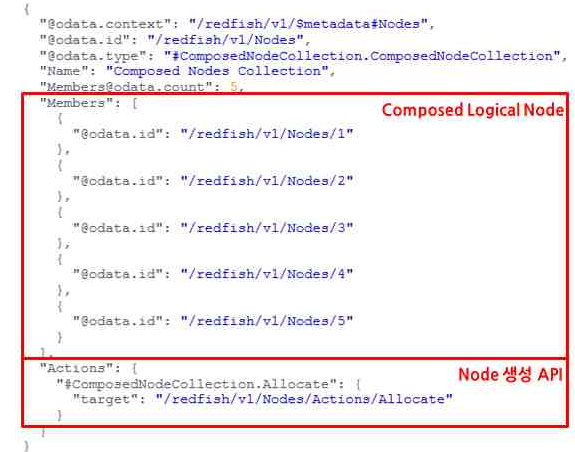 {
"@odata.context": "/redfish/v1/$metadata#Nodes",
"@odata.id": "/redfish/v1/Nodes",
"@odata.type": "#ComposedNodeCollection.ComposedNodeCollection",
"Name": "Composed Nodes Collection",
"Members@odata.count": 5,
"Members": [
Composed Logical Node
{
"@odata.id": "/redfish/v1/Nodes/1"
},
{
"@odata.id": "/redfish/v1/Nodes/2"
},
{
"@odata.id": "/redfish/v1/Nodes/3"
},
{
"@odata.id": "/redfish/v1/Nodes/4"
},
{
"@odata.id": "/redfish/v1/Nodes/5"
}
],
"Actions": {
Node 생성 API
"#ComposedNodeCollection.Allocate": {
"target": "/redfish/v1/Nodes/Actions/Allocate"
}
}
}